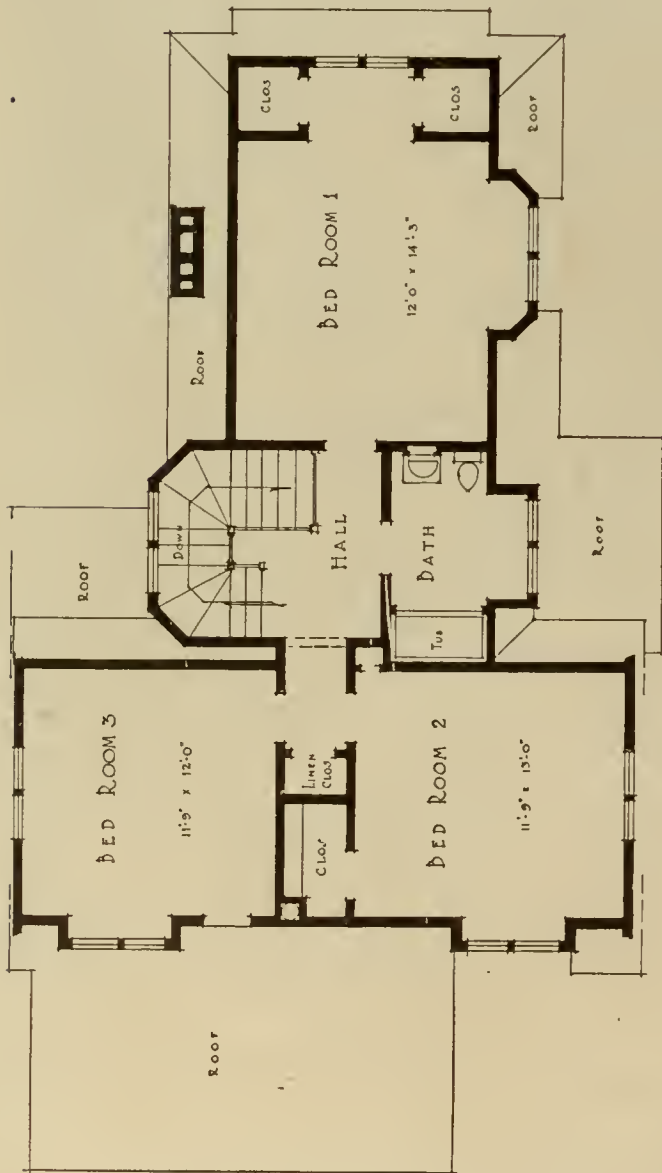 CLOS
CLOS
ROOF
BED ROOM 1
12'-0" x 14'-3"
ROOF
ROOF
DOWN
HALL
BATH
TUB
ROOF
BED ROOM 3
11'-9" x 12'-0"
LINEN
CLOS
CLOS
BED ROOM 2
11'-9" x 13'-0"
ROOF